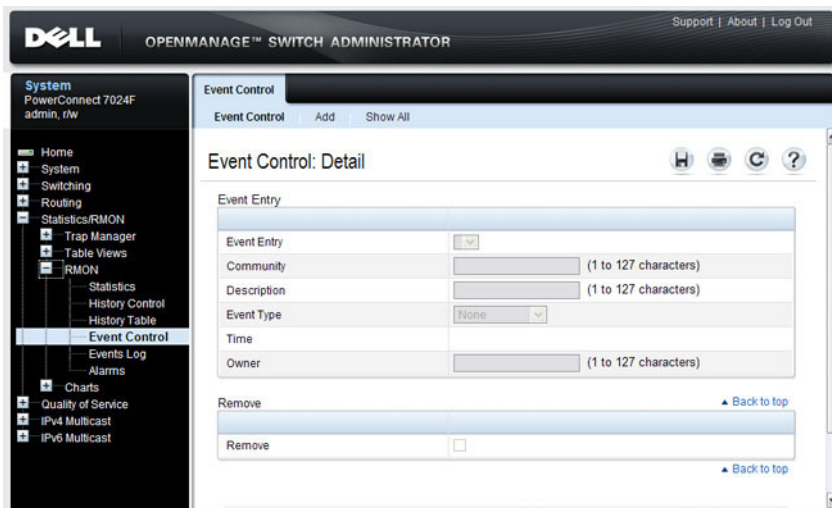 Support | About | Log Out
DELL OPENMANAGE™ SWITCH ADMINISTRATOR
System
PowerConnect 7024F
admin, r/w
Home
System
Switching
Routing
Statistics/RMON
Trap Manager
Table Views
RMON
Statistics
History Control
History Table
Event Control
Events Log
Alarms
Charts
Quality of Service
IPv4 Multicast
IPv6 Multicast
Event Control
Event Control Add Show All
Event Control: Detail
Event Entry
Event Entry
Community (1 to 127 characters)
Description (1 to 127 characters)
Event Type None
Time
Owner (1 to 127 characters)
Remove Back to top
Remove
Back to top